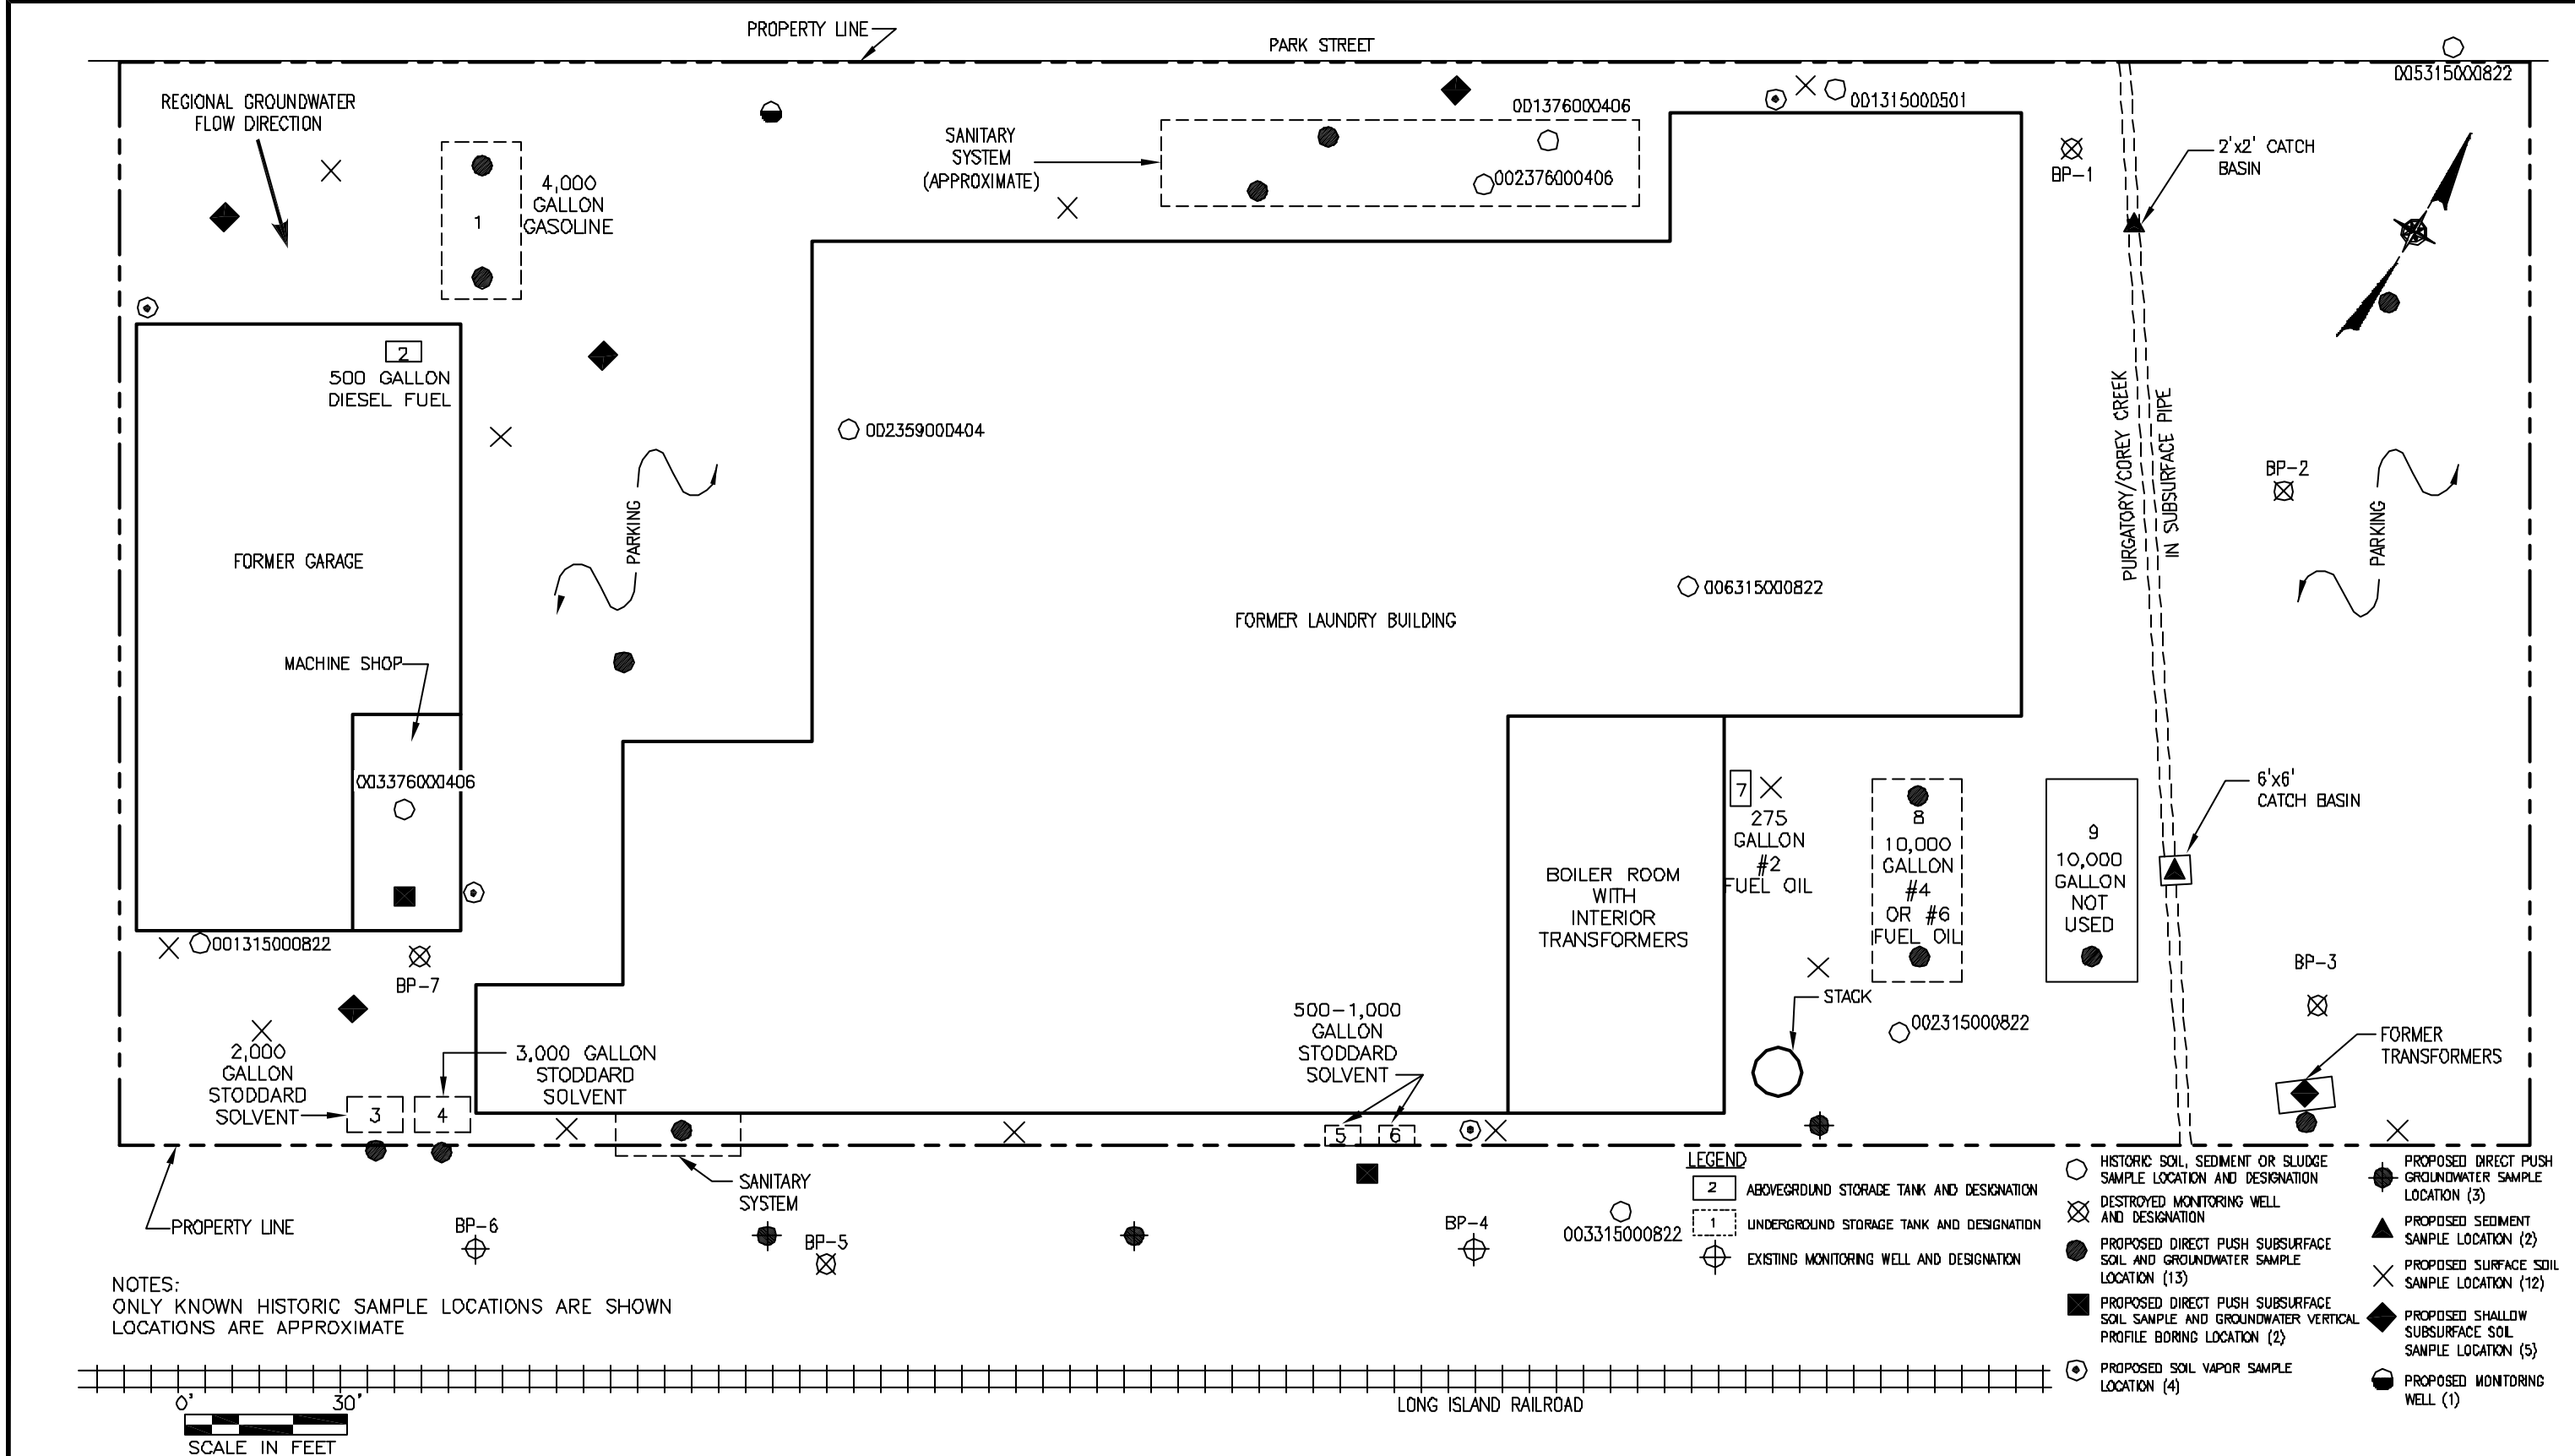 PROPERTY LINE
PARK STREET
REGIONAL GROUNDWATER
FLOW DIRECTION
1
4,000
GALLON
GASOLINE
SANITARY
SYSTEM
(APPROXIMATE)
001376000406
002376000406
001315000501
005315000822
BP-1
2'x2' CATCH
BASIN
2
500 GALLON
DIESEL FUEL
002359000404
PARKING
FORMER GARAGE
MACHINE SHOP
003376000406
FORMER LAUNDRY BUILDING
006315000822
PURGATORY/COREY CREEK
IN SUBSURFACE PIPE
BP-2
PARKING
7
275
GALLON
#2
FUEL OIL
8
10,000
GALLON
#4
OR #6
FUEL OIL
9
10,000
GALLON
NOT
USED
6'x6'
CATCH BASIN
BOILER ROOM
WITH
INTERIOR
TRANSFORMERS
001315000822
BP-7
STACK
002315000822
BP-3
FORMER
TRANSFORMERS
2,000
GALLON
STODDARD
SOLVENT
3
4
3,000 GALLON
STODDARD
SOLVENT
500-1,000
GALLON
STODDARD
SOLVENT
5
6
SANITARY
SYSTEM
PROPERTY LINE
BP-6
BP-5
BP-4
003315000822
NOTES:
ONLY KNOWN HISTORIC SAMPLE LOCATIONS ARE SHOWN
LOCATIONS ARE APPROXIMATE
LEGEND
2
ABOVEGROUND STORAGE TANK AND DESIGNATION
1
UNDERGROUND STORAGE TANK AND DESIGNATION
EXISTING MONITORING WELL AND DESIGNATION
HISTORIC SOIL, SEDIMENT OR SLUDGE
SAMPLE LOCATION AND DESIGNATION
DESTROYED MONITORING WELL
AND DESIGNATION
PROPOSED DIRECT PUSH SUBSURFACE
SOIL AND GROUNDWATER SAMPLE
LOCATION (13)
PROPOSED DIRECT PUSH SUBSURFACE
SOIL SAMPLE AND GROUNDWATER VERTICAL
PROFILE BORING LOCATION (2)
PROPOSED SOIL VAPOR SAMPLE
LOCATION (4)
PROPOSED DIRECT PUSH
GROUNDWATER SAMPLE
LOCATION (3)
PROPOSED SEDIMENT
SAMPLE LOCATION (2)
PROPOSED SURFACE SOIL
SAMPLE LOCATION (12)
PROPOSED SHALLOW
SUBSURFACE SOIL
SAMPLE LOCATION (5)
PROPOSED MONITORING
WELL (1)
LONG ISLAND RAILROAD
0' 30'
SCALE IN FEET